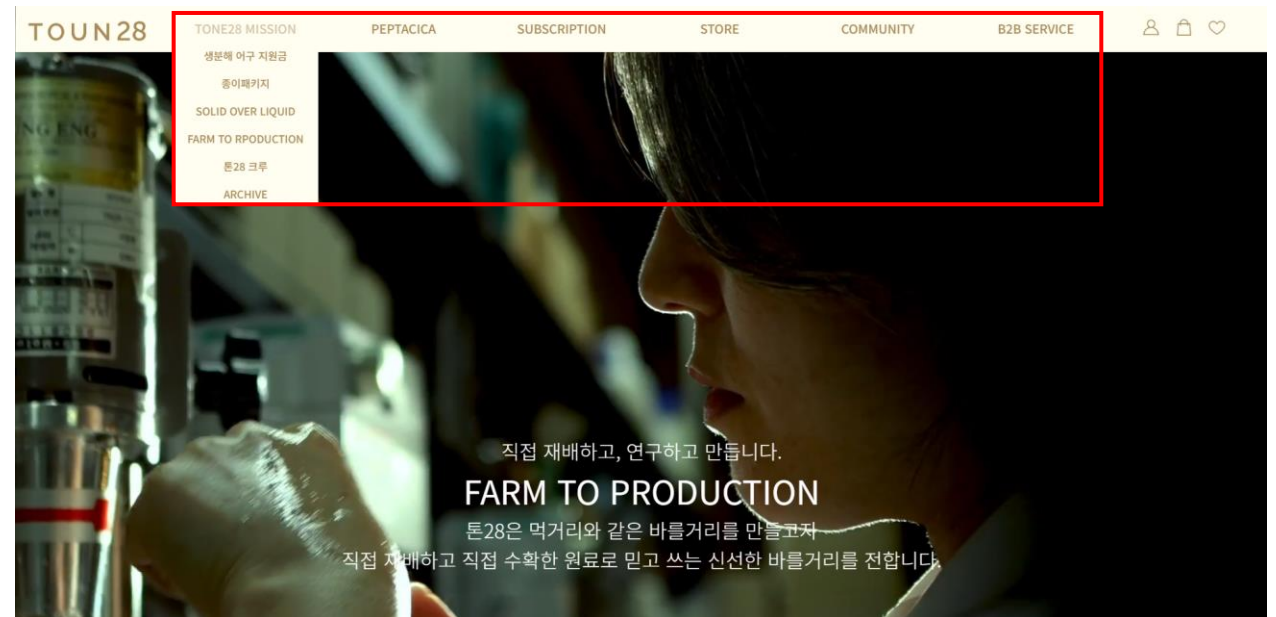 TOUN28
TONE28 MISSION
PEPTACICA
SUBSCRIPTION
STORE
COMMUNITY
B2B SERVICE
생분해 어구 지원금
종이패키지
SOLID OVER LIQUID
FARM TO RPODUCTION
톤28 크루
ARCHIVE
NG ENG
직접 재배하고, 연구하고 만듭니다.
FARM TO PRODUCTION
톤28은 먹거리와 같은 바를거리를 만들고자
직접 재배하고 직접 수확한 원료로 믿고 쓰는 신선한 바를거리를 전합니다.